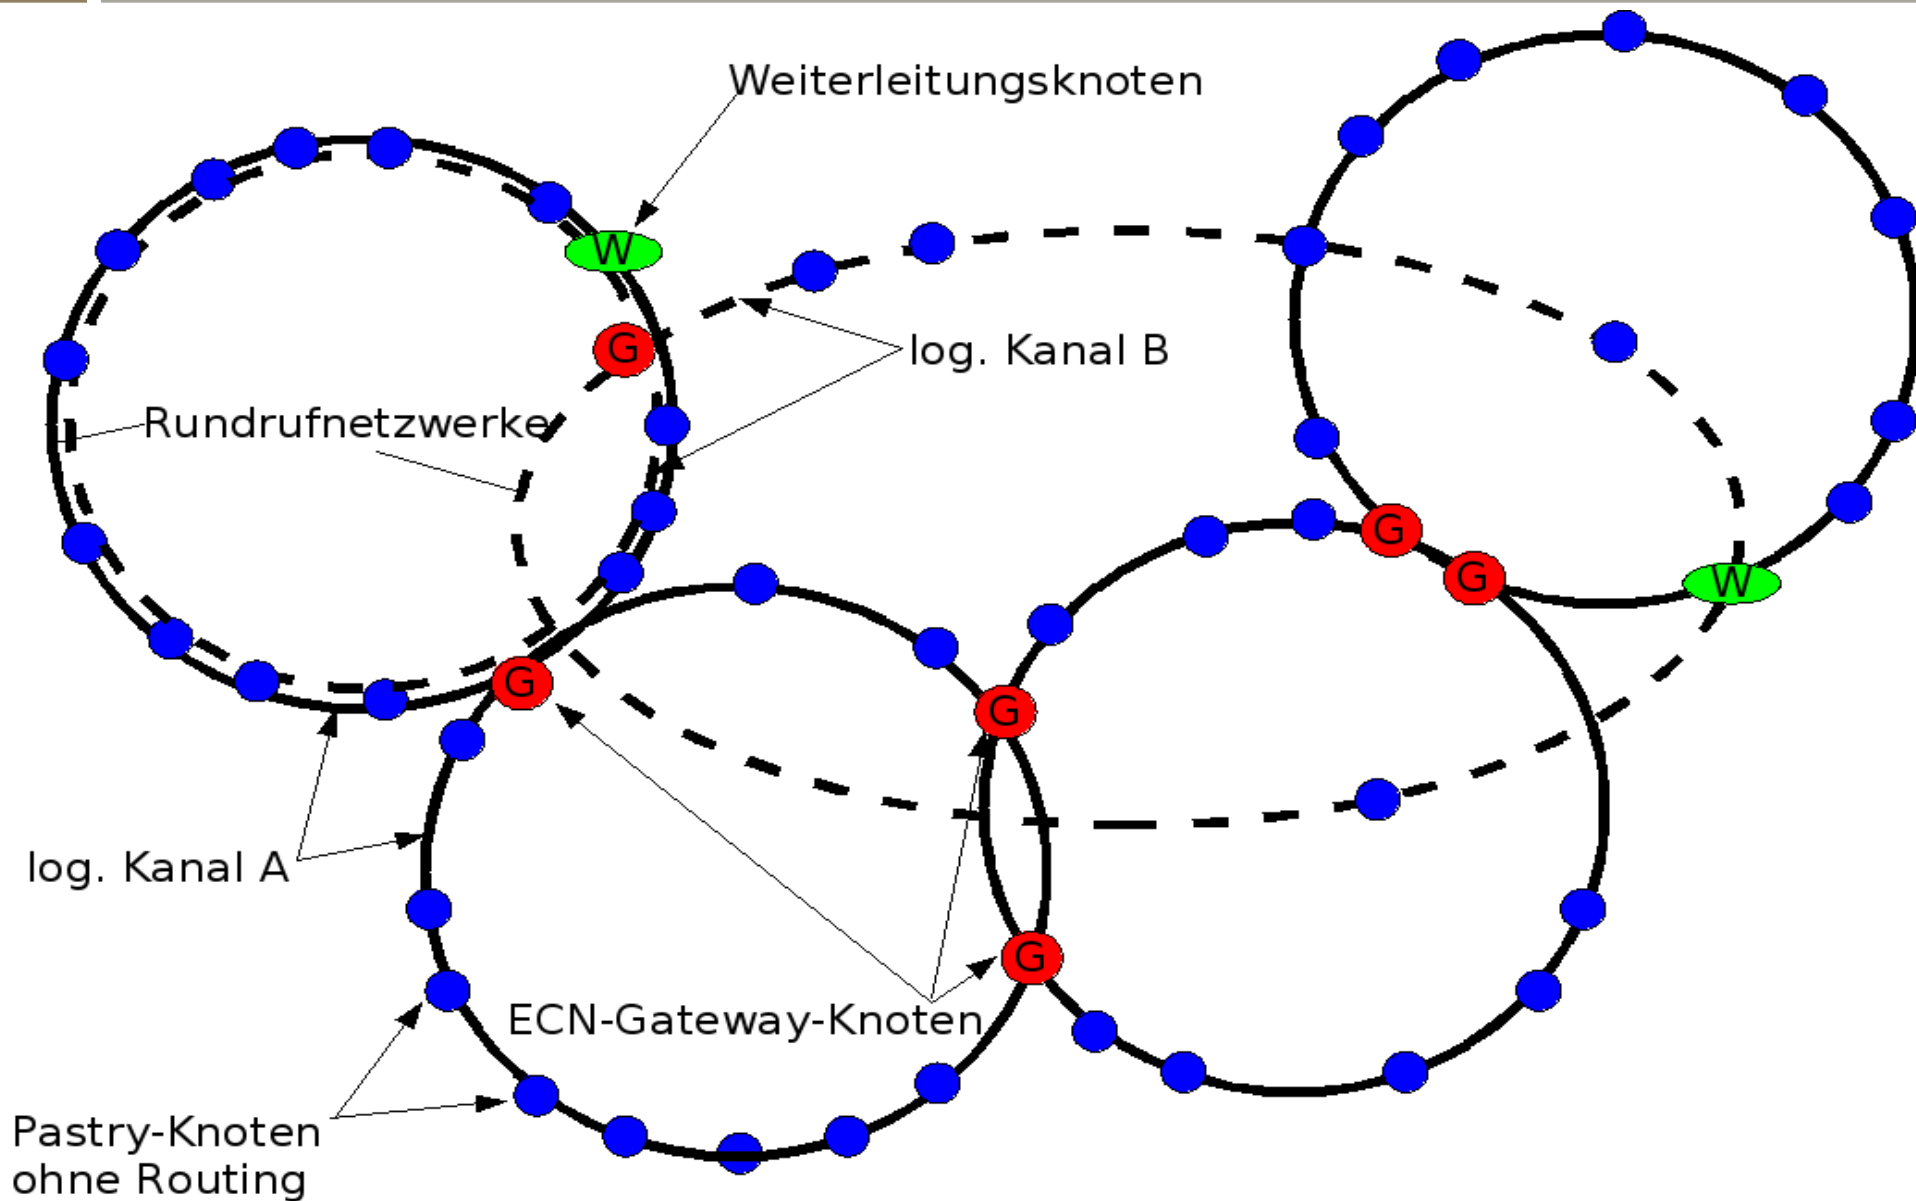 Weiterleitungsknoten
W
G
log. Kanal B
Rundrufnetzwerke
G
G
W
G
G
log. Kanal A
G
ECN-Gateway-Knoten
Pastry-Knoten
ohne Routing